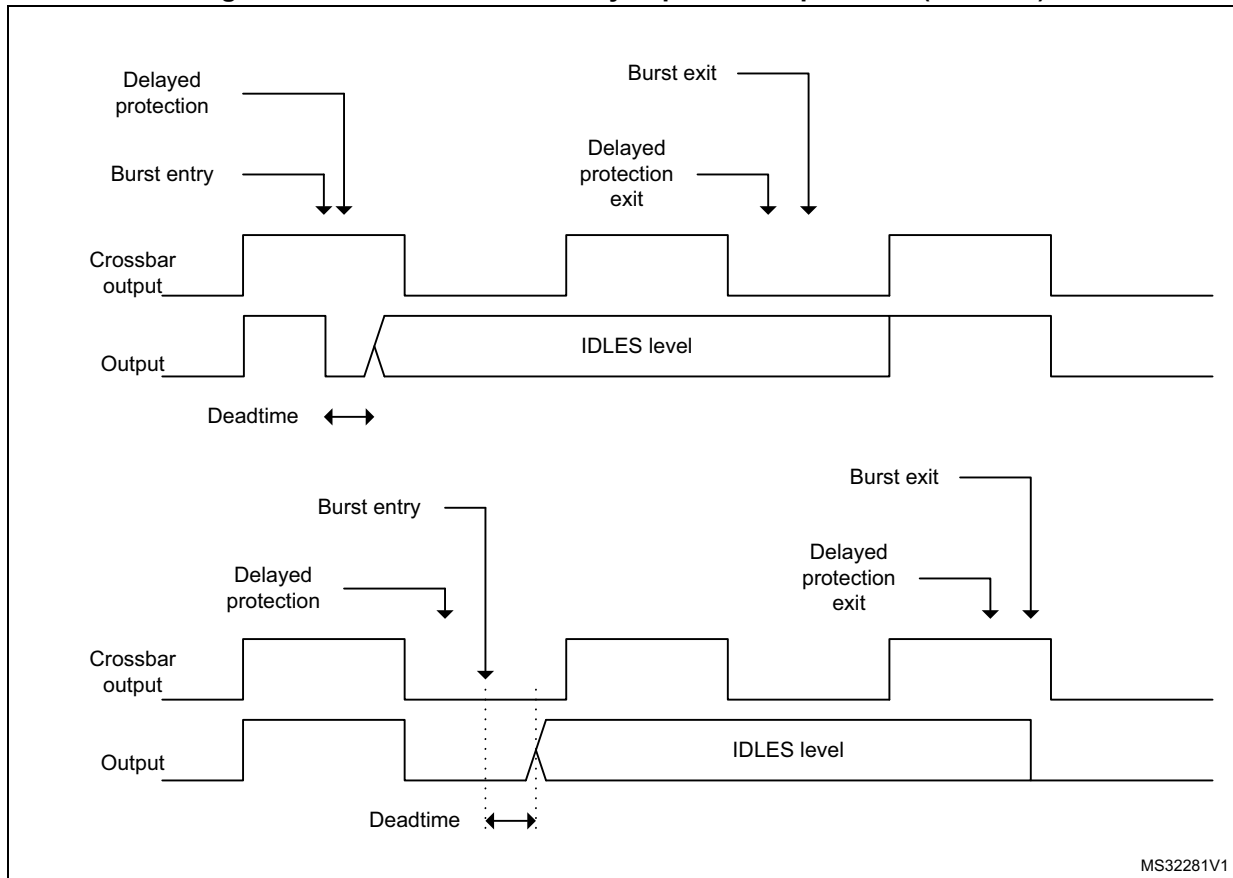 Delayed
protection
Burst exit
Delayed
protection
exit
Burst entry
Crossbar
output
Output
IDLES level
Deadtime
Burst exit
Burst entry
Delayed
protection
exit
Delayed
protection
Crossbar
output
Output
IDLES level
Deadtime
MS32281V1